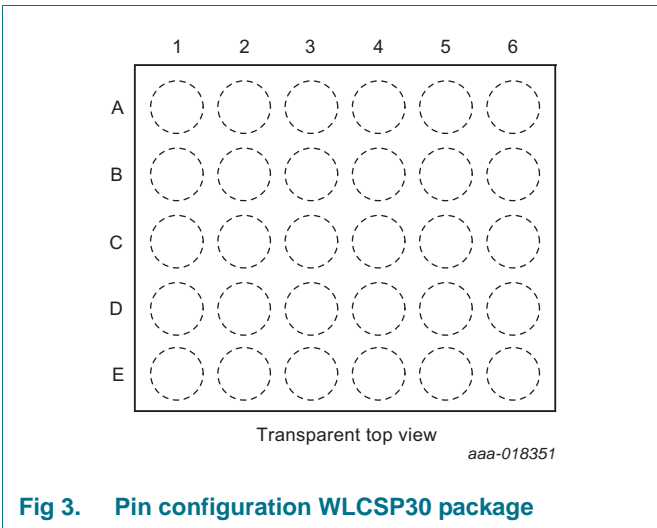 1 2 3 4 5 6
A
B
C
D
E
Transparent top view
aaa-018351
Fig 3. Pin configuration WLCSP30 package